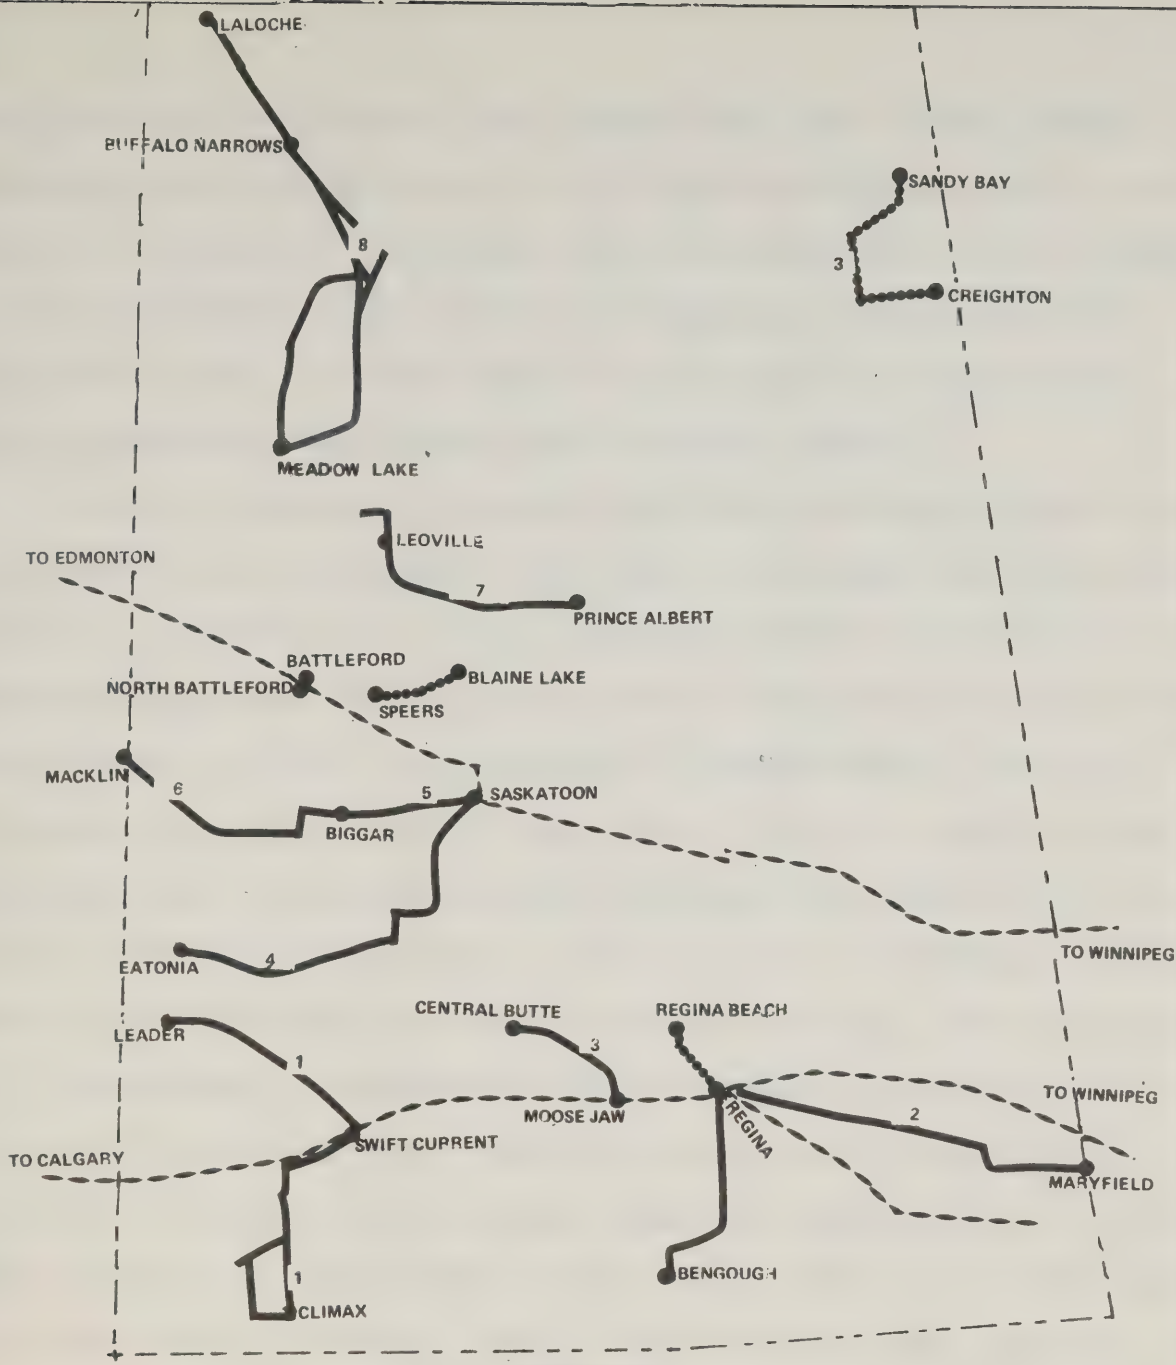 LALOCHE
BUFFALO NARROWS
SANDY BAY
8
3
CREIGHTON
MEADOW LAKE
LEOVILLE
TO EDMONTON
7
PRINCE ALBERT
BATTLEFORD
BLAINE LAKE
NORTH BATTLEFORD
SPEERS
MACKLIN
6
5
SASKATOON
BIGGAR
TO WINNIPEG
4
EATONIA
CENTRAL BUTTE
REGINA BEACH
LEADER
3
1
TO WINNIPEG
MOOSE JAW
REGINA
2
SWIFT CURRENT
TO CALGARY
MARYFIELD
BENGOUGH
1
CLIMAX